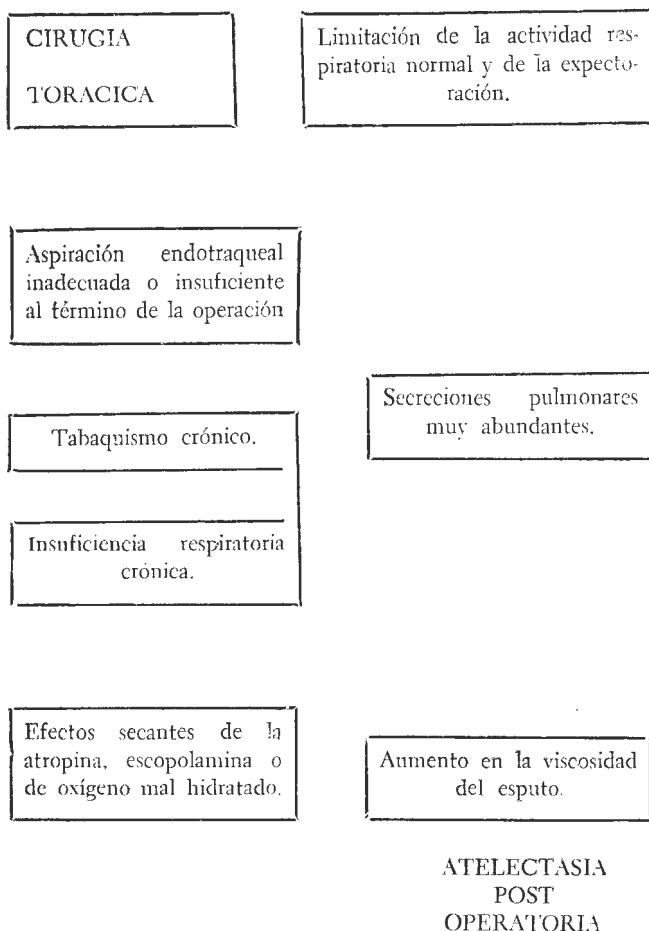 CIRUGIA
TORACICA
Limitación de la actividad res-
piratoria normal y de la expecto-
ración.
Aspiración endotraqueal
inadecuada o insuficiente
al término de la operación
Secreciones pulmonares
muy abundantes.
Tabaquismo crónico.
Insuficiencia respiratoria
crónica.
Efectos secantes de la
atropina, escopolamina o
de oxígeno mal hidratado.
Aumento en la viscosidad
del esputo.
ATELECTASIA
POST
OPERATORIA